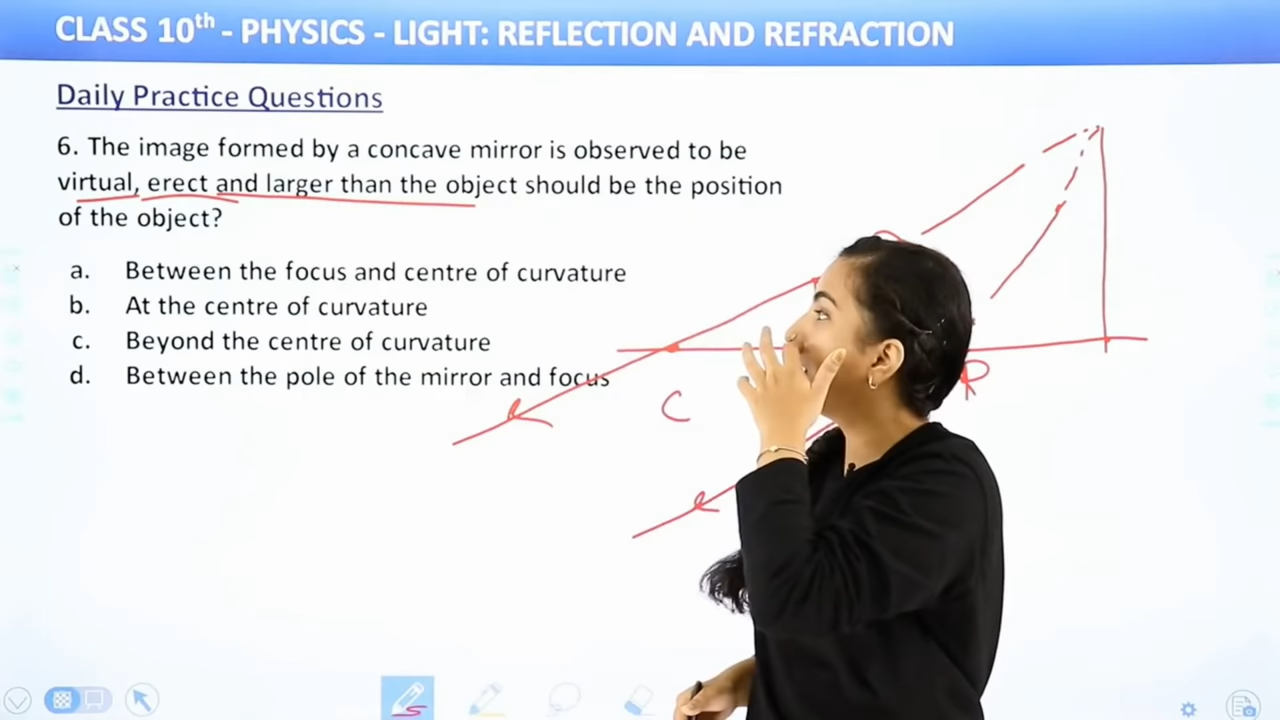 CLASS 10th - PHYSICS - LIGHT: REFLECTION AND REFRACTION
Daily Practice Questions
6. The image formed by a concave mirror is observed to be
virtual, erect and larger than the object should be the position
of the object?
a. Between the focus and centre of curvature
b. At the centre of curvature
c. Beyond the centre of curvature
d. Between the pole of the mirror and focus
C
P